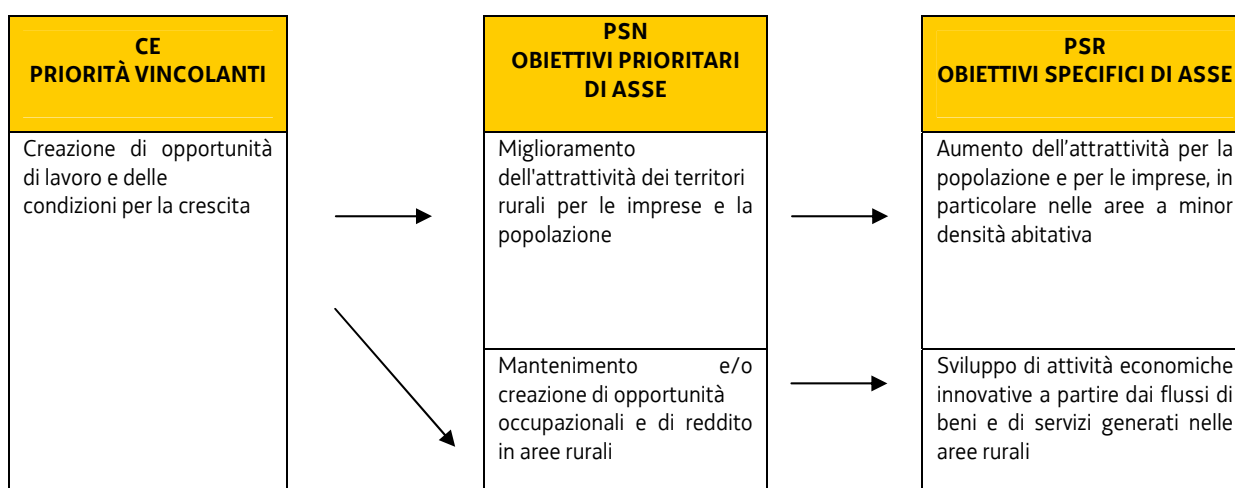 CE
PRIORITÀ VINCOLANTI
Creazione di opportunità
di lavoro e delle
condizioni per la crescita
PSN
OBIETTIVI PRIORITARI
DI ASSE
Miglioramento
dell'attrattività dei territori
rurali per le imprese e la
popolazione
Mantenimento e/o
creazione di opportunità
occupazionali e di reddito
in aree rurali
PSR
OBIETTIVI SPECIFICI DI ASSE
Aumento dell'attrattività per la
popolazione e per le imprese, in
particolare nelle aree a minor
densità abitativa
Sviluppo di attività economiche
innovative a partire dai flussi di
beni e di servizi generati nelle
aree rurali